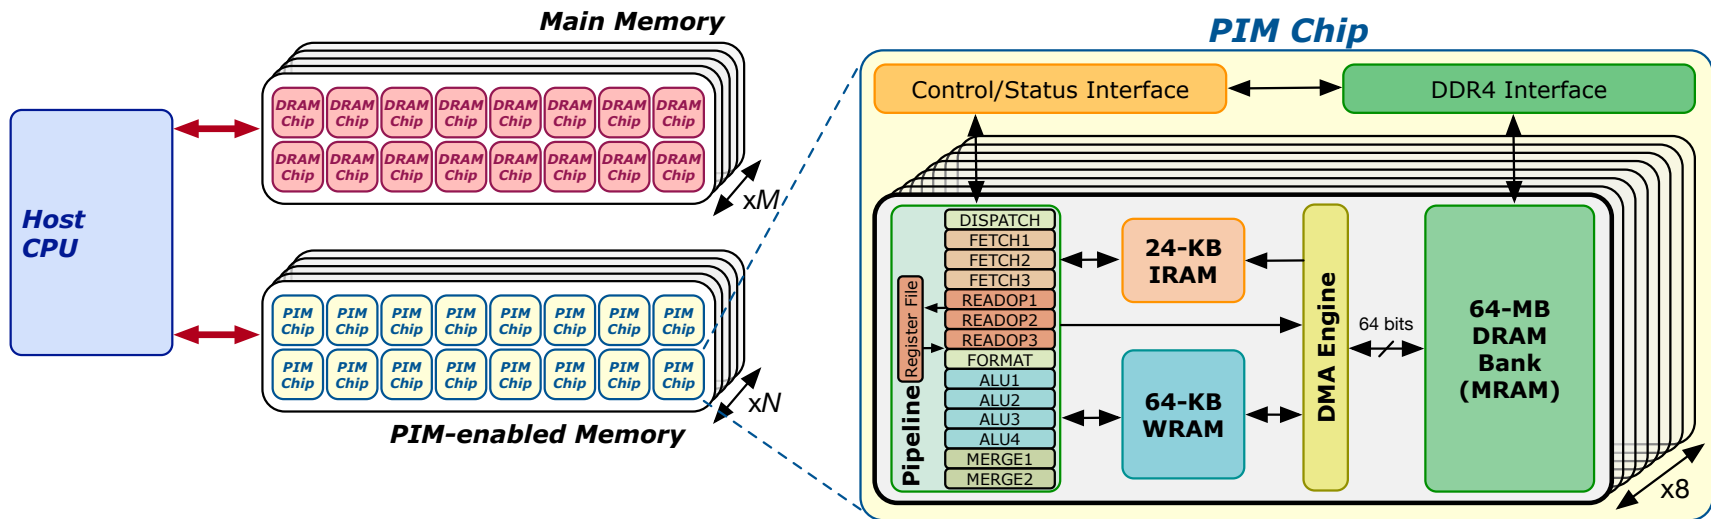 Main Memory
DRAM DRAM DRAM DRAM DRAM DRAM DRAM DRAM
Chip Chip Chip Chip Chip Chip Chip Chip
DRAM DRAM DRAM DRAM DRAM DRAM DRAM DRAM
Chip Chip Chip Chip Chip Chip Chip Chip
xM
Host
CPU
PIM PIM PIM PIM PIM PIM PIM PIM
Chip Chip Chip Chip Chip Chip Chip Chip
PIM PIM PIM PIM PIM PIM PIM PIM
Chip Chip Chip Chip Chip Chip Chip Chip
xN
PIM-enabled Memory
PIM Chip
Control/Status Interface
DDR4 Interface
Pipeline
Register File
DISPATCH
FETCH1
FETCH2
FETCH3
READOP1
READOP2
READOP3
FORMAT
ALU1
ALU2
ALU3
ALU4
MERGE1
MERGE2
24-KB
IRAM
64-KB
WRAM
DMA Engine
64 bits
64-MB
DRAM
Bank
(MRAM)
x8